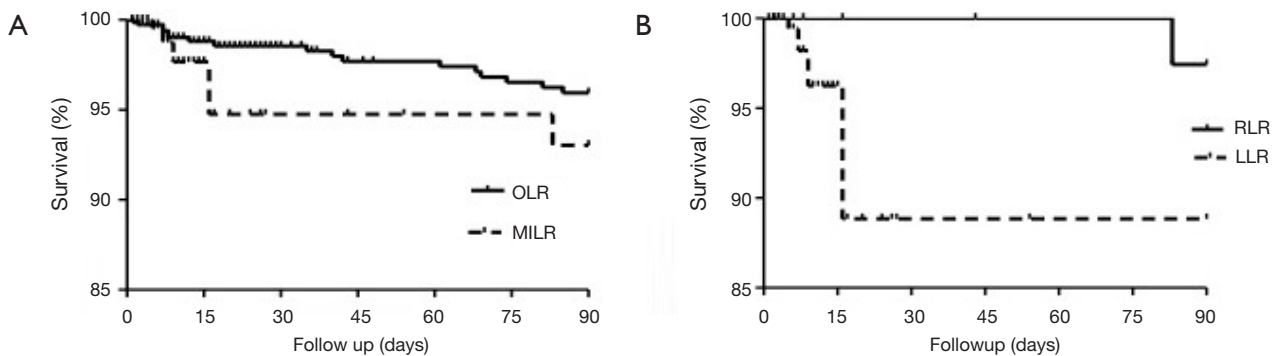 A
100
95
90
85
Survival (%)
OLR
MILR
0 15 30 45 60 75 90
Follow up (days)
B
100
95
90
85
Survival (%)
RLR
LLR
0 15 30 45 60 75 90
Followup (days)